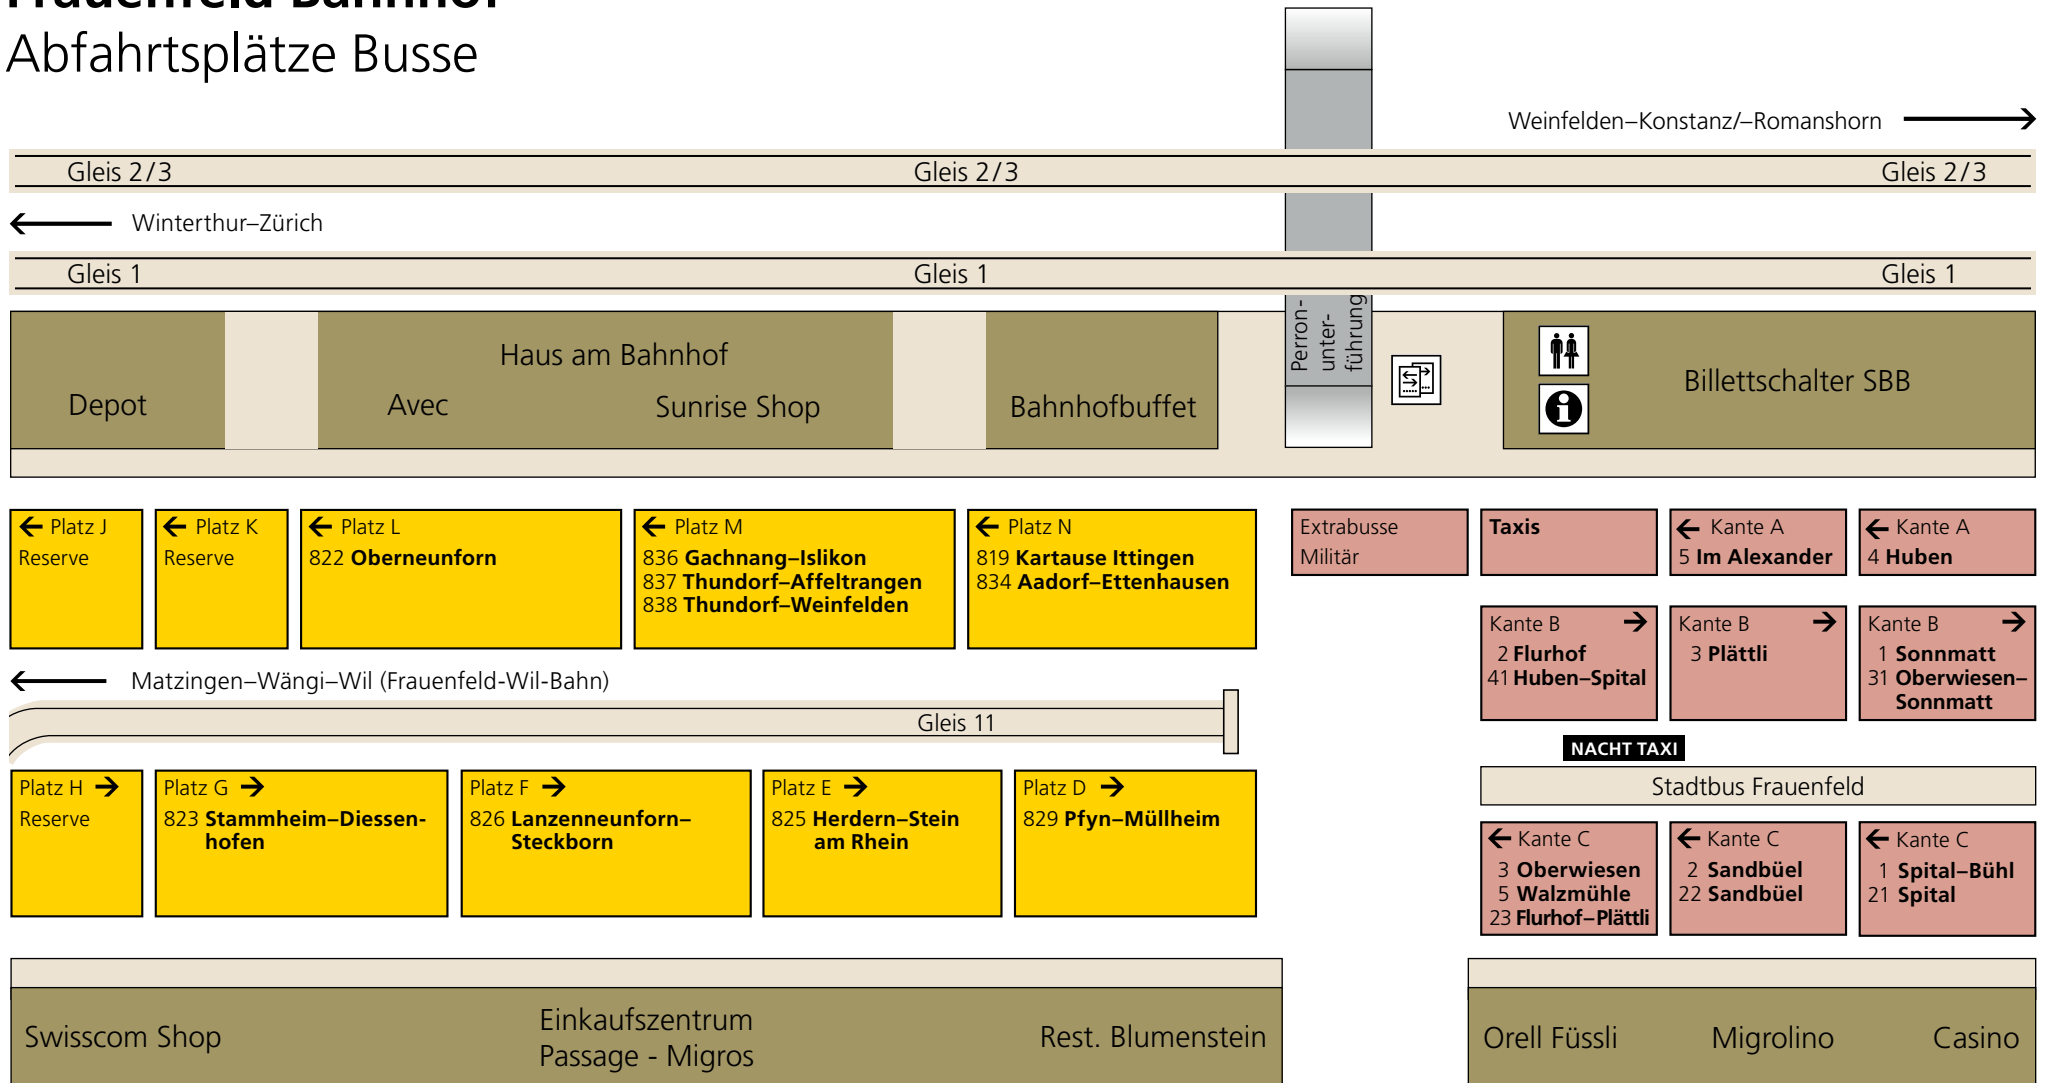 Frauenfeld Bahnhof
Abfahrtsplätze Busse
Weinfelden–Konstanz/–Romanshorn
Gleis 2/3 Gleis 2/3 Gleis 2/3
Winterthur–Zürich
Gleis 1 Gleis 1 Gleis 1
Perron-
unter-
führung
Haus am Bahnhof
Depot
Avec
Sunrise Shop
Bahnhofbuffet
Billettschalter SBB
Platz J
Reserve
Platz K
Reserve
Platz L
822 Oberneunforn
Platz M
836 Gachnang–Islikon
837 Thundorf–Affeltrangen
838 Thundorf–Weinfelden
Platz N
819 Kartause Ittingen
834 Aadorf–Ettenhausen
Extrabusse
Militär
Taxis
Kante A
5 Im Alexander
Kante A
4 Huben
Kante B
2 Flurhof
41 Huben–Spital
Kante B
3 Plättli
Kante B
1 Sonnmatt
31 Oberwiesen–
Sonnmatt
Matzingen–Wängi–Wil (Frauenfeld-Wil-Bahn)
Gleis 11
NACHT TAXI
Stadtbus Frauenfeld
Platz H
Reserve
Platz G
823 Stammheim–Diessen-
hofen
Platz F
826 Lanzenneunforn–
Steckborn
Platz E
825 Herdern–Stein
am Rhein
Platz D
829 Pfyn–Müllheim
Kante C
3 Oberwiesen
5 Walzmühle
23 Flurhof–Plättli
Kante C
2 Sandbüel
22 Sandbüel
Kante C
1 Spital–Bühl
21 Spital
Swisscom Shop
Einkaufszentrum
Passage - Migros
Rest. Blumenstein
Orell Füssli
Migrolino
Casino